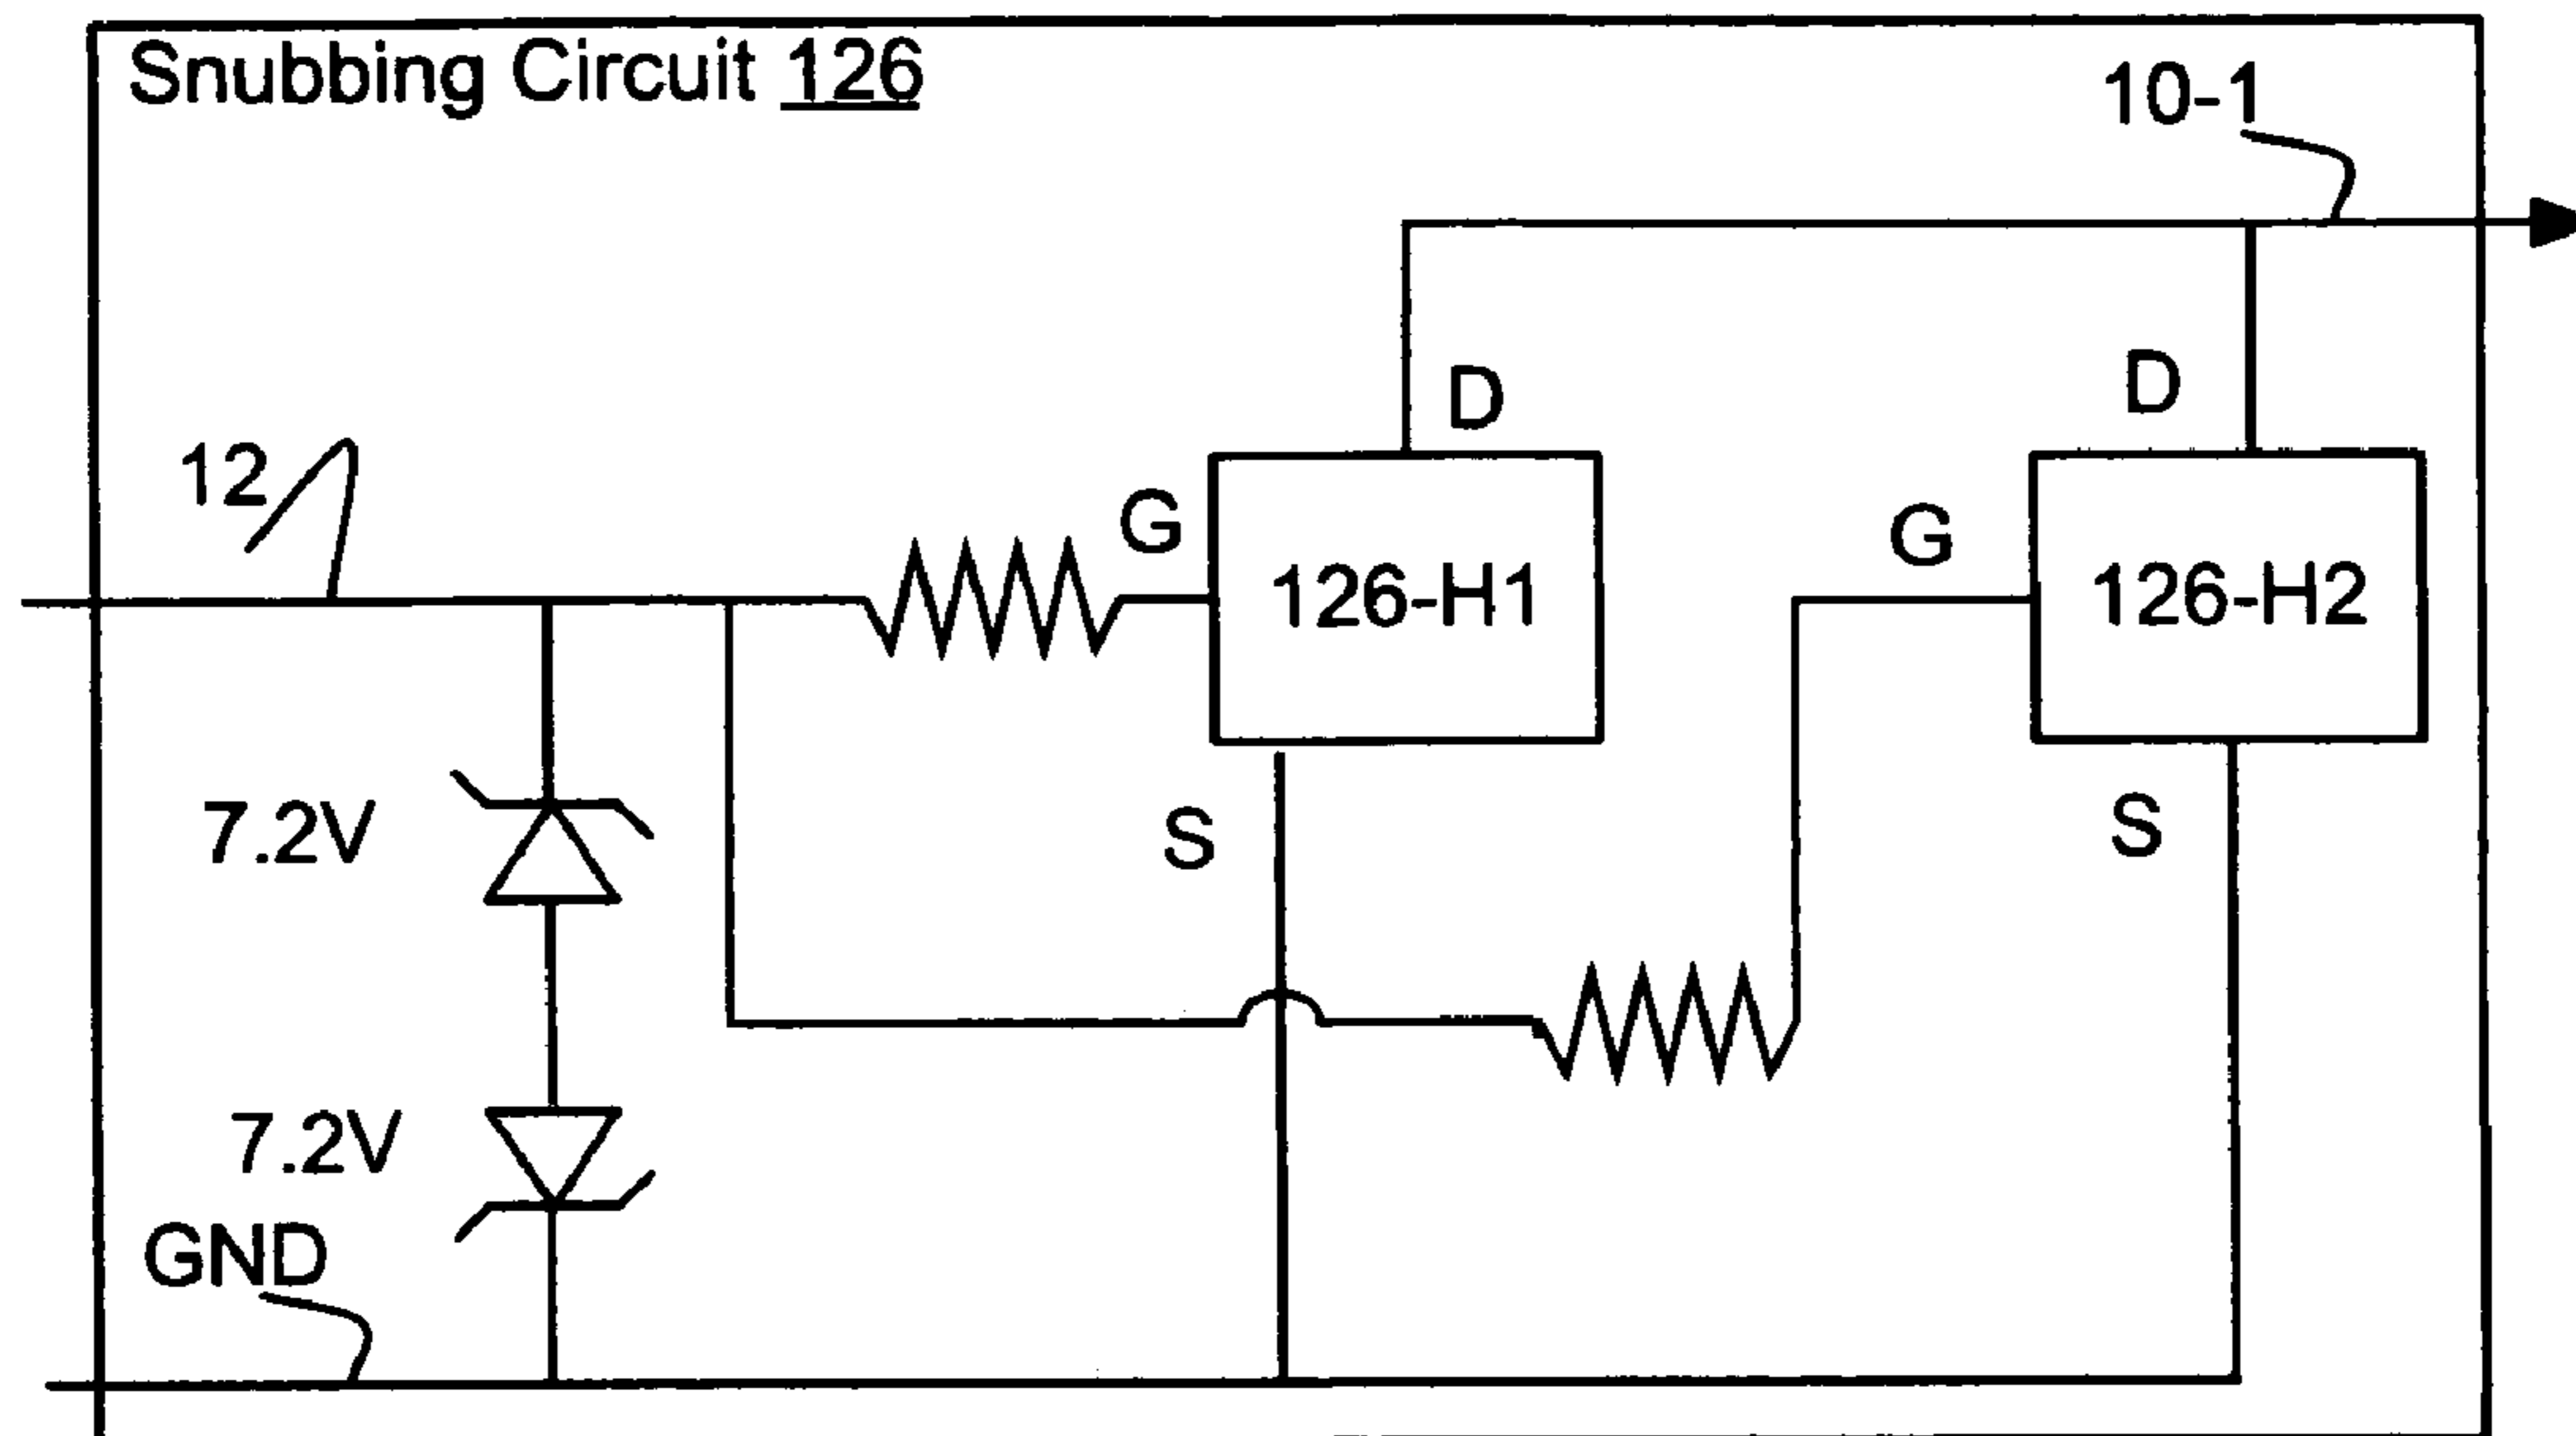 Snubbing Circuit 126
10-1
D
D
12
G
G
126-H1
126-H2
7.2V
S
S
7.2V
GND